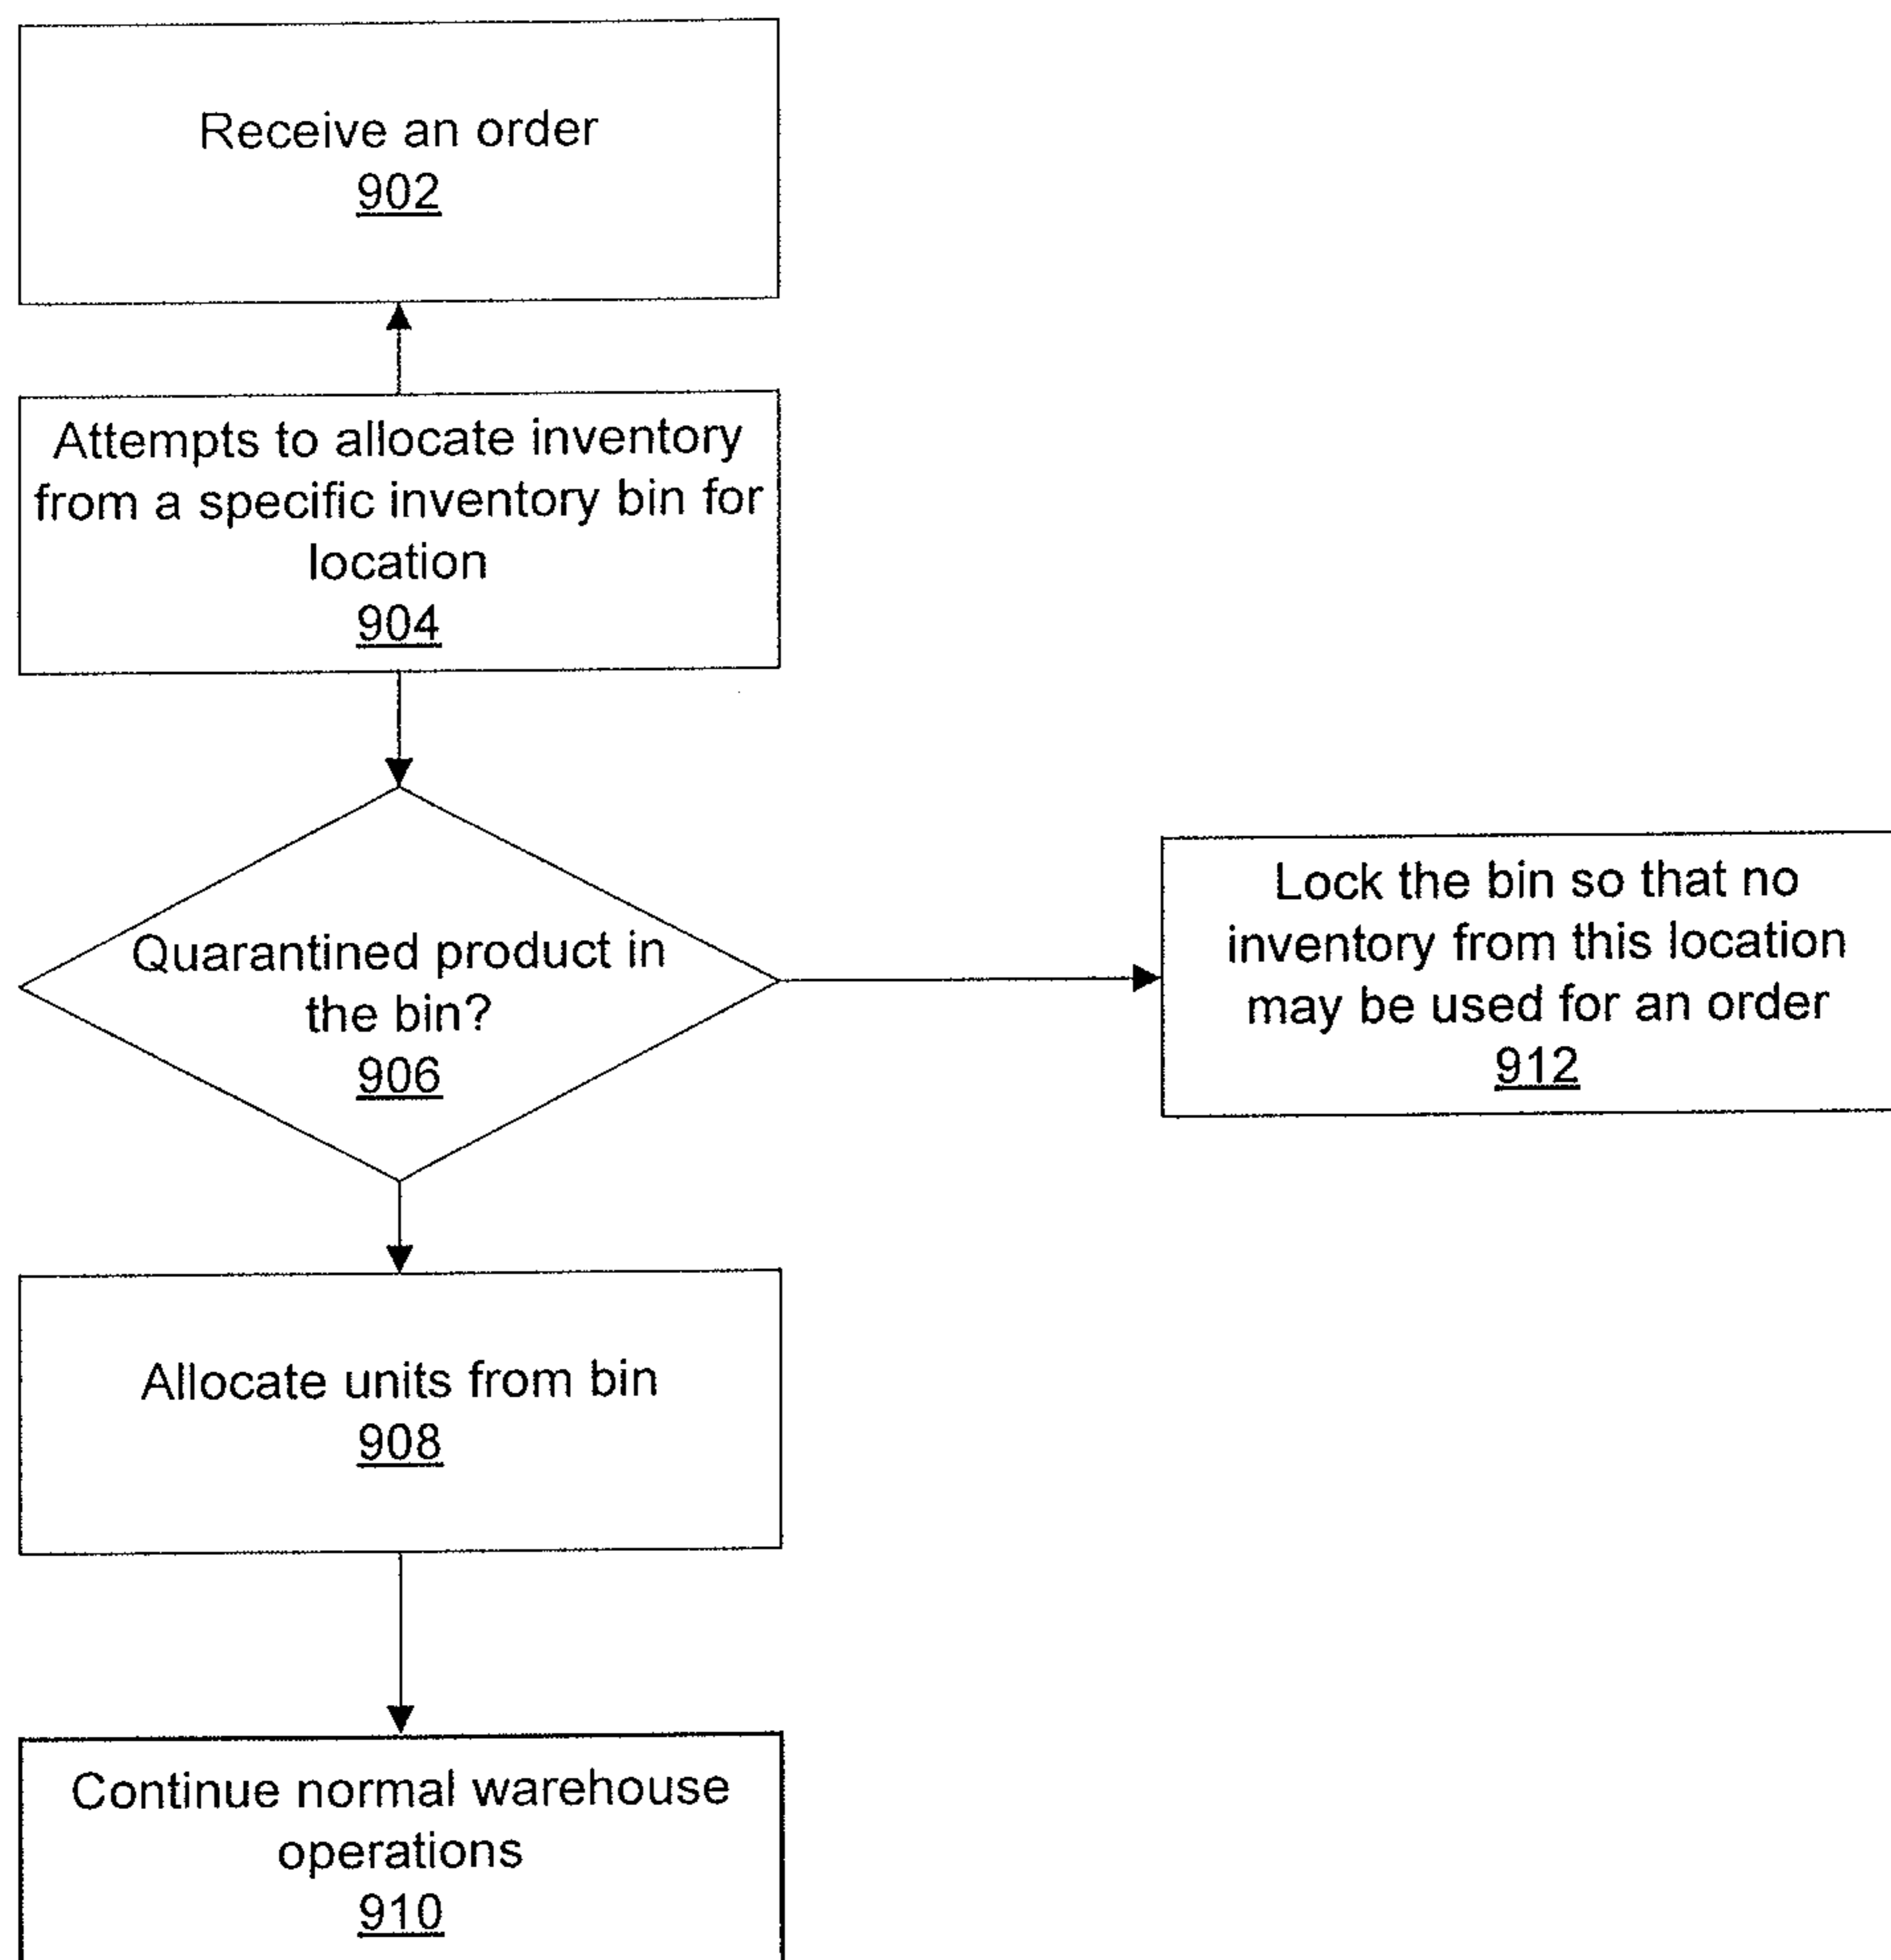 Receive an order
902
Attempts to allocate inventory
from a specific inventory bin for
location
904
Quarantined product in
the bin?
906
Lock the bin so that no
inventory from this location
may be used for an order
912
Allocate units from bin
908
Continue normal warehouse
operations
910